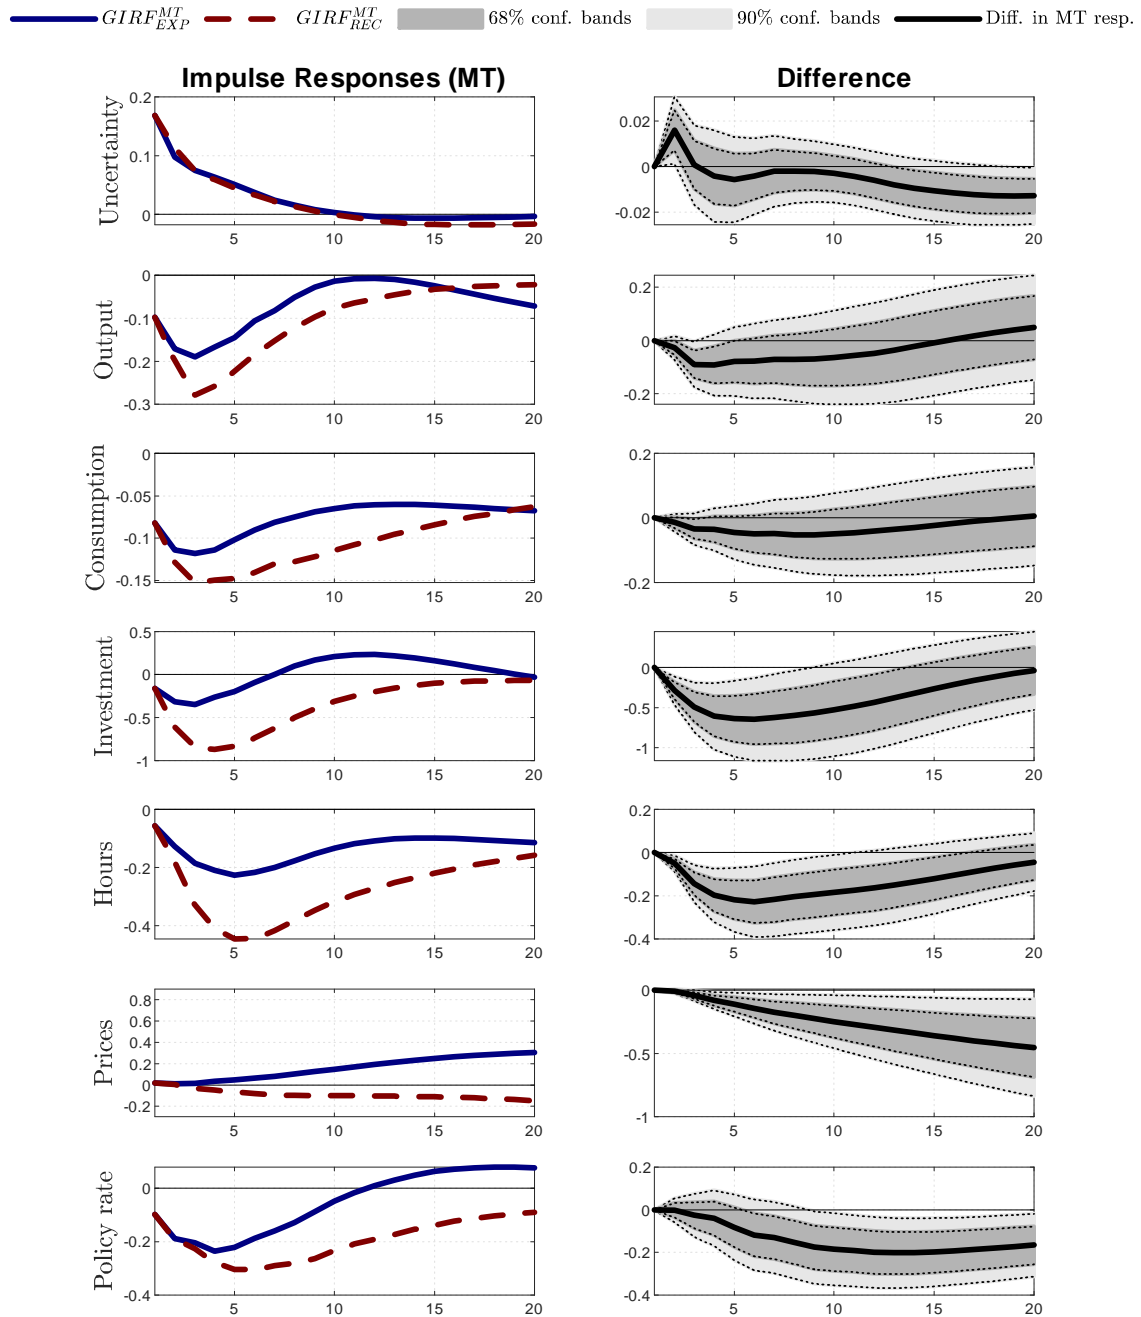 GIRF^{MT}_{EXP} GIRF^{MT}_{REC} 68% conf. bands 90% conf. bands Diff. in MT resp.
Impulse Responses (MT) Difference
Uncertainty
0.2
0.1
0
5 10 15 20
0.02
0
-0.02
5 10 15 20
Output
0
-0.1
-0.2
-0.3
5 10 15 20
0.2
0
-0.2
5 10 15 20
Consumption
0
-0.05
-0.1
-0.15
5 10 15 20
0.2
0
-0.2
5 10 15 20
Investment
0.5
0
-0.5
-1
5 10 15 20
0
-0.5
-1
5 10 15 20
Hours
0
-0.2
-0.4
5 10 15 20
0.2
0
-0.2
-0.4
5 10 15 20
Prices
0.8
0.6
0.4
0.2
0
-0.2
5 10 15 20
0
-0.5
-1
5 10 15 20
Policy rate
0
-0.2
-0.4
5 10 15 20
0.2
0
-0.2
-0.4
5 10 15 20